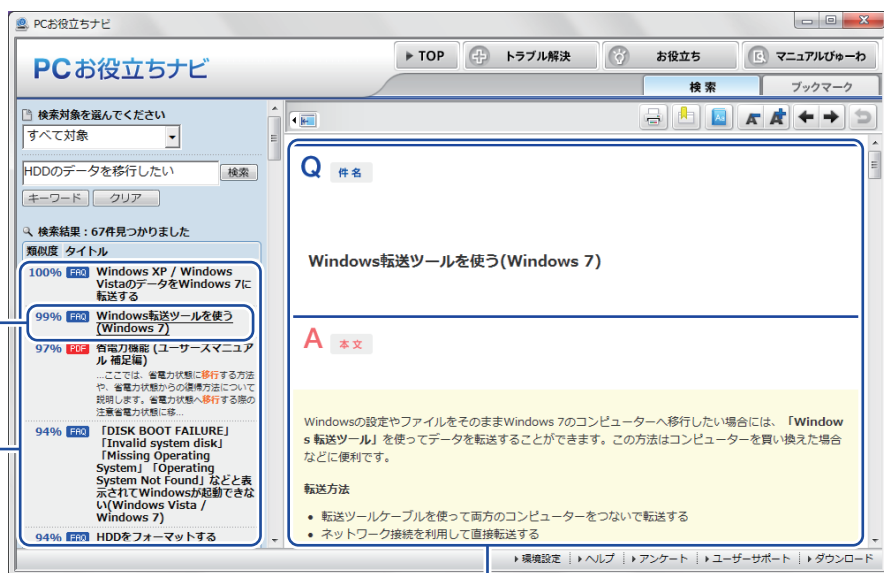 PCお役立ちナビ
PCお役立ちナビ
TOP
トラブル解決
お役立ち
マニュアルびゅーわ
検索
ブックマーク
検索対象を選んでください
すべて対象
HDDのデータを移行したい
検索
キーワード
クリア
検索結果:67件見つかりました
類似度 タイトル
100% FAQ Windows XP / Windows
VistaのデータをWindows 7に
転送する
99% FAQ Windows転送ツールを使う
(Windows 7)
97% PDF 省電力機能 (ユーザーズマニュア
ル 補足編)
...ここでは、省電力状態に移行する方法
や、省電力状態からの復帰方法について
説明します。省電力状態へ移行する際の
注意省電力状態に移...
94% FAQ 「DISK BOOT FAILURE」
「Invalid system disk」
「Missing Operating
System」「Operating
System Not Found」などと表
示されてWindowsが起動できな
い(Windows Vista /
Windows 7)
94% FAQ HDDをフォーマットする
Q 件名
Windows転送ツールを使う(Windows 7)
A 本文
Windowsの設定やファイルをそのままWindows 7のコンピューターへ移行したい場合には、「Window
s 転送ツール」を使ってデータを転送することができます。この方法はコンピューターを買い換えた場合
などに便利です。
転送方法
• 転送ツールケーブルを使って両方のコンピューターをつないで転送する
• ネットワーク接続を利用して直接転送する
環境設定
ヘルプ
アンケート
ユーザーサポート
ダウンロード